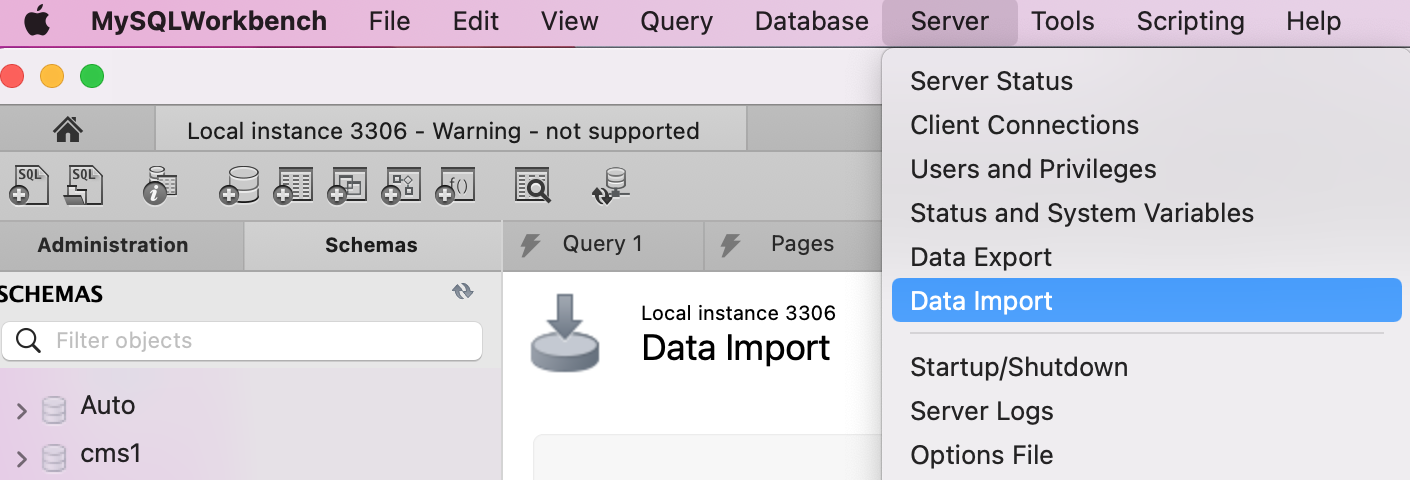 MySQLWorkbench File Edit View Query Database Server Tools Scripting Help
Server Status
Client Connections
Users and Privileges
Status and System Variables
Data Export
Data Import
Startup/Shutdown
Server Logs
Options File
Local instance 3306 - Warning - not supported
SQL SQL i f()
Administration Schemas
Query 1 Pages
SCHEMAS
Filter objects
Auto
cms1
Local instance 3306
Data Import